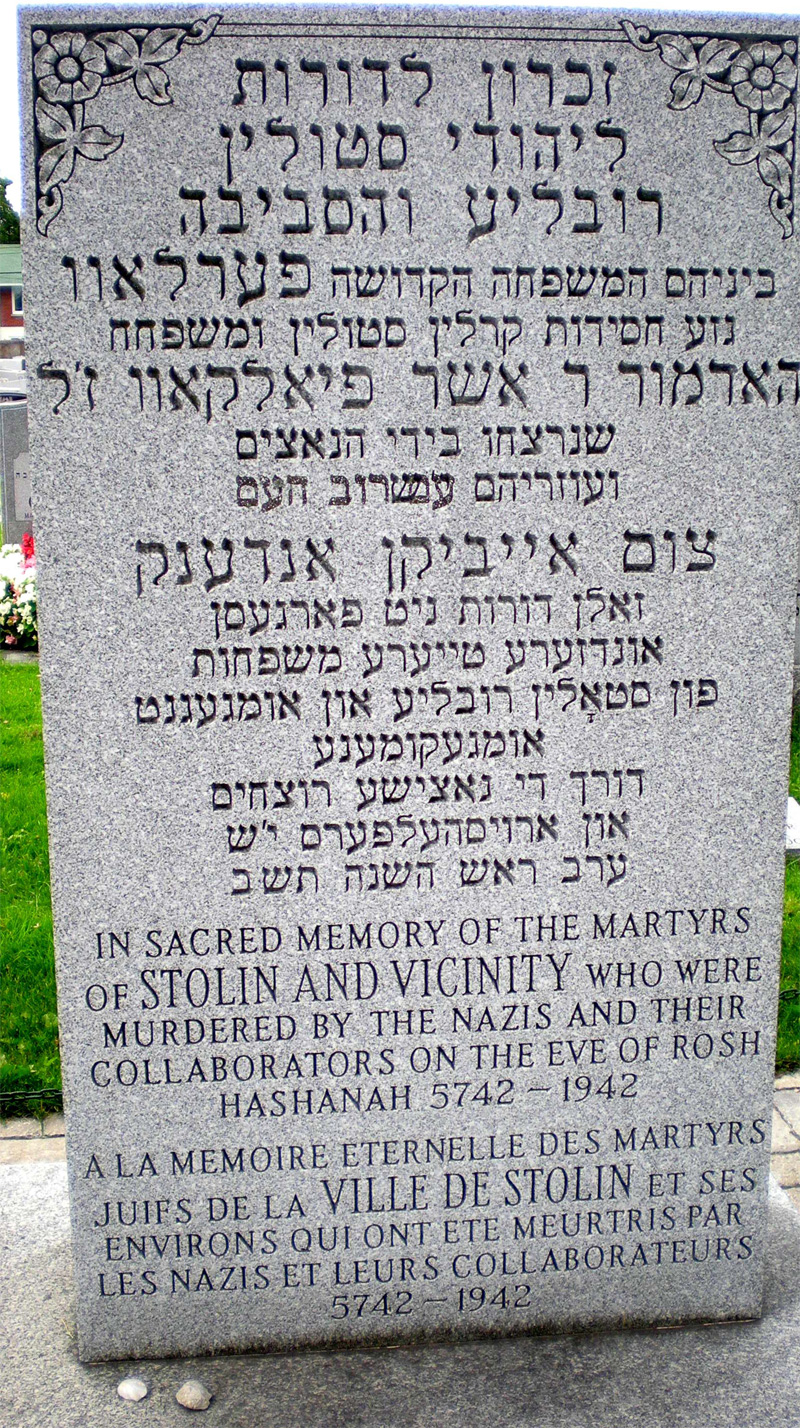 זכרון לדורות
ליהודי סטולין
רובליע והסביבה
ביניהם המשפחה הקדושה פערלאוו
גזע חסידות קרלין סטולין ומשפחה
האדמור ר אשר פיאלקאוו ז'ל
שנרצחו בידי הנאצים
ועוזריהם מרוב העם
צום אייביקן אנדענק
זאלן דורות ניט פארגעסן
אונדזערע טייערע משפחות
פון סטאָלין רובליע און אומגעגנט
אומגעקומענע
דורך די נאצישע רוצחים
און ארויסהעלפערס י'ש
ערב ראש השנה תשב
IN SACRED MEMORY OF THE MARTYRS
OF STOLIN AND VICINITY WHO WERE
MURDERED BY THE NAZIS AND THEIR
COLLABORATORS ON THE EVE OF ROSH
HASHANAH 5742 – 1942
A LA MEMOIRE ETERNELLE DES MARTYRS
JUIFS DE LA VILLE DE STOLIN ET SES
ENVIRONS QUI ONT ETE MEURTRIS PAR
LES NAZIS ET LEURS COLLABORATEURS
5742 – 1942